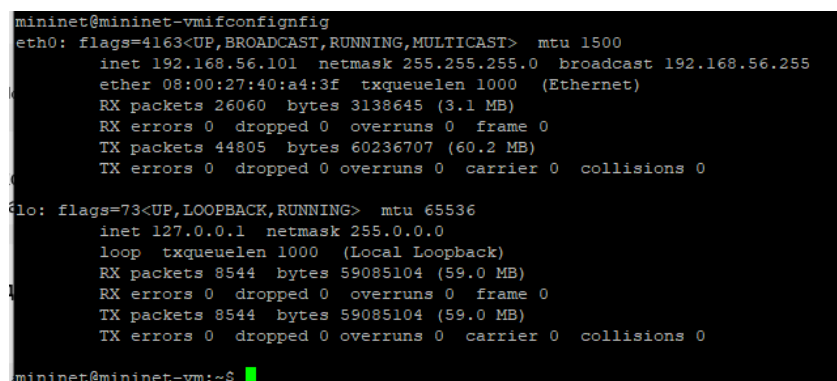 mininet@mininet-vmifconfignfig
eth0: flags=4163<UP,BROADCAST,RUNNING,MULTICAST>  mtu 1500
        inet 192.168.56.101  netmask 255.255.255.0  broadcast 192.168.56.255
        ether 08:00:27:40:a4:3f  txqueuelen 1000  (Ethernet)
        RX packets 26060  bytes 3138645 (3.1 MB)
        RX errors 0  dropped 0  overruns 0  frame 0
        TX packets 44805  bytes 60236707 (60.2 MB)
        TX errors 0  dropped 0 overruns 0  carrier 0  collisions 0

lo: flags=73<UP,LOOPBACK,RUNNING>  mtu 65536
        inet 127.0.0.1  netmask 255.0.0.0
        loop  txqueuelen 1000  (Local Loopback)
        RX packets 8544  bytes 59085104 (59.0 MB)
        RX errors 0  dropped 0  overruns 0  frame 0
        TX packets 8544  bytes 59085104 (59.0 MB)
        TX errors 0  dropped 0 overruns 0  carrier 0  collisions 0

mininet@mininet-vm:~$